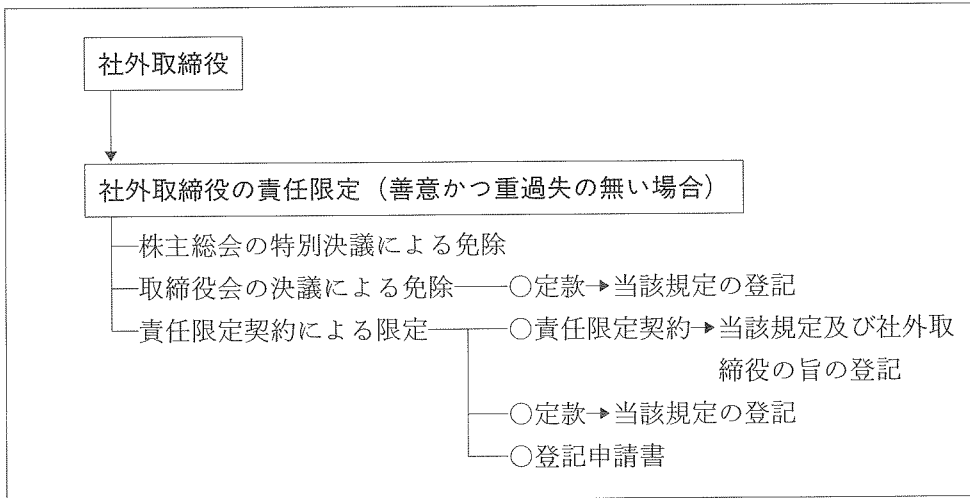 社外取締役
社外取締役の責任限定（善意かつ重過失の無い場合）
株主総会の特別決議による免除
取締役会の決議による免除 ○定款→当該規定の登記
責任限定契約による限定 ○責任限定契約→当該規定及び社外取
締役の旨の登記
○定款→当該規定の登記
○登記申請書